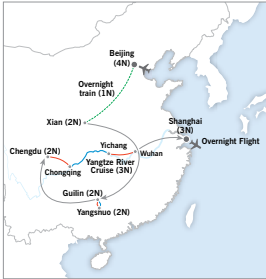 Beijing
(4N)
Overnight
train (1N)
Xian (2N)
Shanghai
(3N)
Overnight Flight
Chengdu (2N)
Yichang
Wuhan
Chongqing
Yangtze River
Cruise (3N)
Guilin (2N)
Yangsnuo (2N)